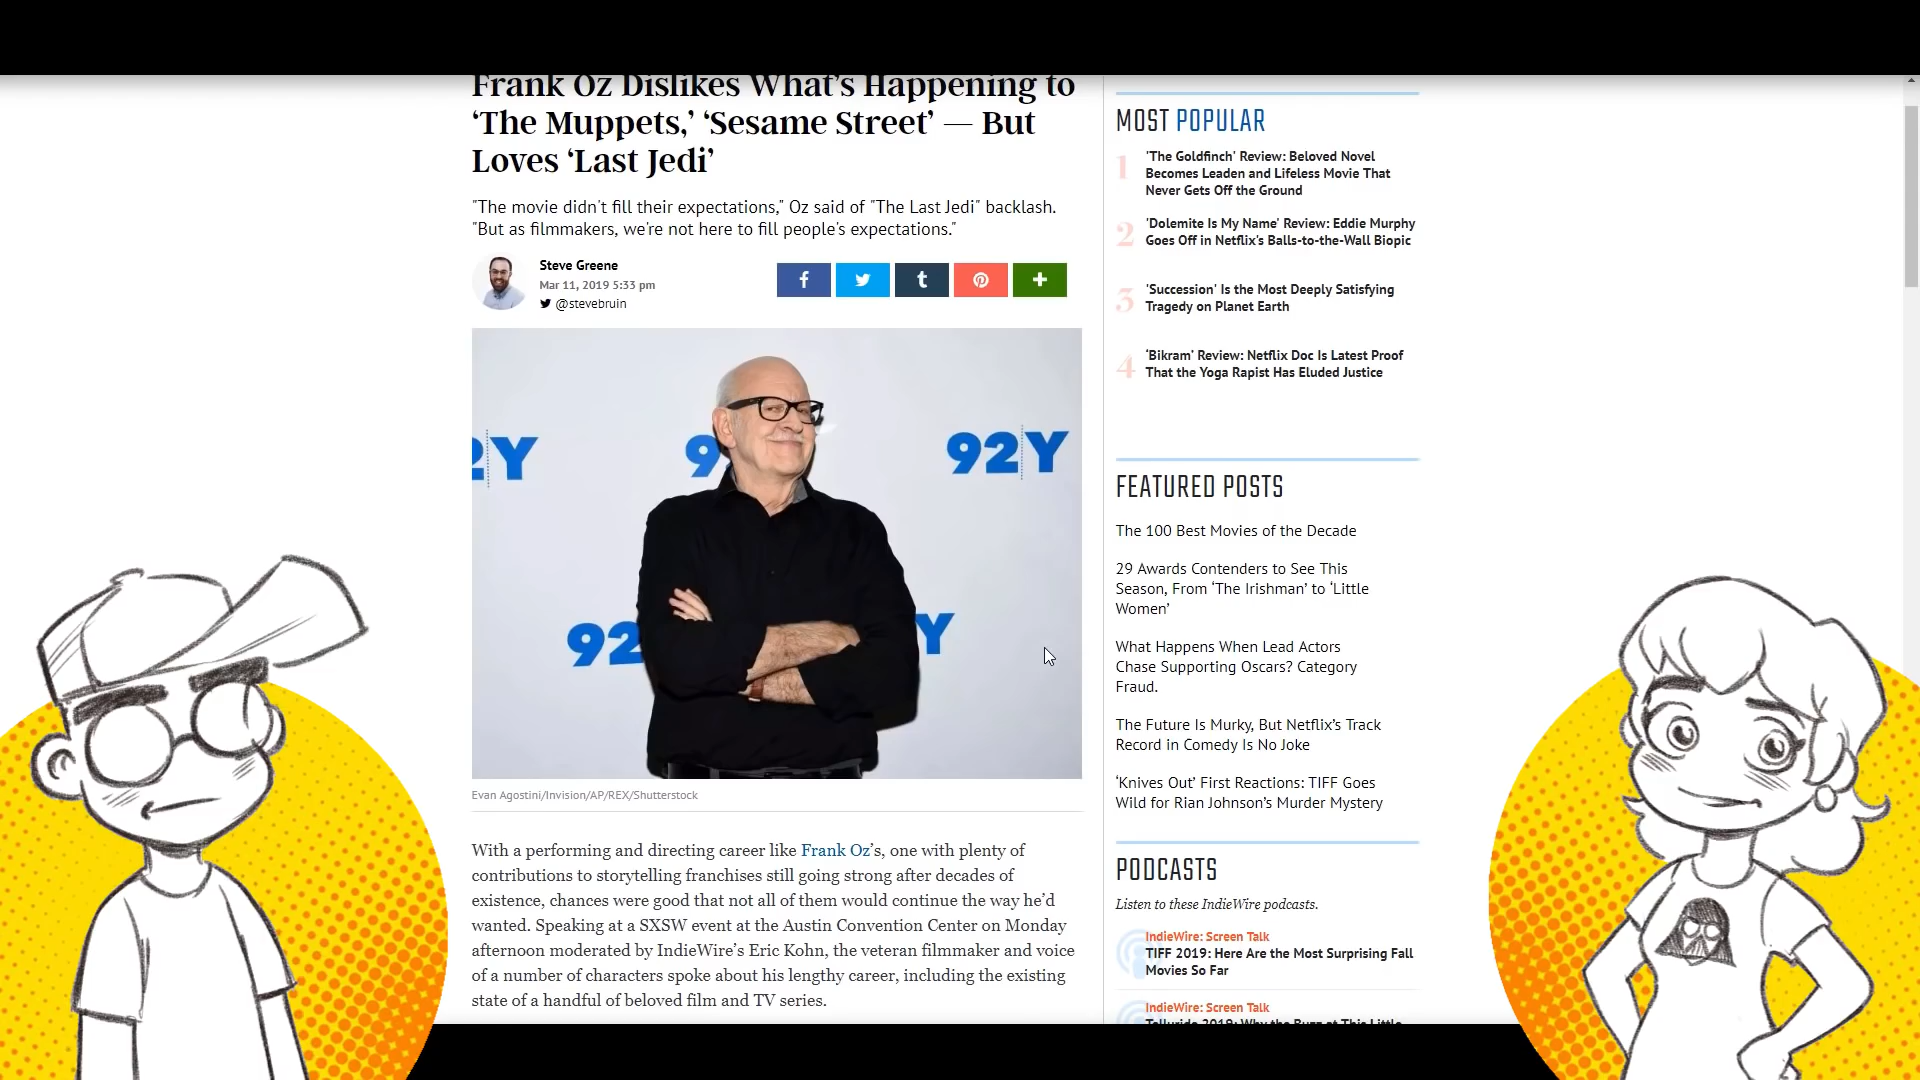 Frank Oz Dislikes What's Happening to
‘The Muppets,’ ‘Sesame Street’ — But
Loves ‘Last Jedi’
"The movie didn't fill their expectations," Oz said of "The Last Jedi" backlash.
"But as filmmakers, we're not here to fill people's expectations."
Steve Greene
Mar 11, 2019 5:33 pm
@stevebruin
Y
92Y
92Y
92
Y
Evan Agostini/Invision/AP/REX/Shutterstock
With a performing and directing career like Frank Oz's, one with plenty of
contributions to storytelling franchises still going strong after decades of
existence, chances were good that not all of them would continue the way he'd
wanted. Speaking at a SXSW event at the Austin Convention Center on Monday
afternoon moderated by IndieWire's Eric Kohn, the veteran filmmaker and voice
of a number of characters spoke about his lengthy career, including the existing
state of a handful of beloved film and TV series.
MOST POPULAR
1
'The Goldfinch' Review: Beloved Novel
Becomes Leaden and Lifeless Movie That
Never Gets Off the Ground
2
'Dolemite Is My Name' Review: Eddie Murphy
Goes Off in Netflix's Balls-to-the-Wall Biopic
3
'Succession' Is the Most Deeply Satisfying
Tragedy on Planet Earth
4
‘Bikram’ Review: Netflix Doc Is Latest Proof
That the Yoga Rapist Has Eluded Justice
FEATURED POSTS
The 100 Best Movies of the Decade
29 Awards Contenders to See This
Season, From ‘The Irishman’ to ‘Little
Women’
What Happens When Lead Actors
Chase Supporting Oscars? Category
Fraud.
The Future Is Murky, But Netflix’s Track
Record in Comedy Is No Joke
‘Knives Out’ First Reactions: TIFF Goes
Wild for Rian Johnson’s Murder Mystery
PODCASTS
Listen to these IndieWire podcasts.
IndieWire: Screen Talk
TIFF 2019: Here Are the Most Surprising Fall
Movies So Far
IndieWire: Screen Talk
Telluride 2019: Why the Buzz at This Little